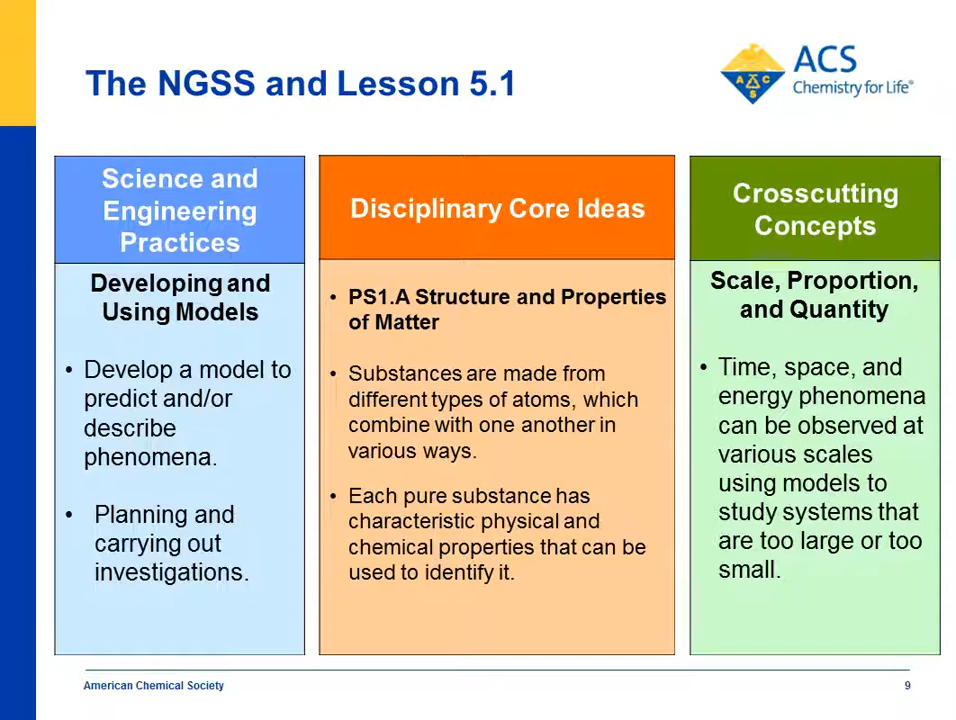 The NGSS and Lesson 5.1
ACS
Chemistry for Life®
A C S
Science and
Engineering
Practices
Developing and
Using Models
• Develop a model to
predict and/or
describe
phenomena.
• Planning and
carrying out
investigations.
Disciplinary Core Ideas
• PS1.A Structure and Properties
of Matter
• Substances are made from
different types of atoms, which
combine with one another in
various ways.
• Each pure substance has
characteristic physical and
chemical properties that can be
used to identify it.
Crosscutting
Concepts
Scale, Proportion,
and Quantity
• Time, space, and
energy phenomena
can be observed at
various scales
using models to
study systems that
are too large or too
small.
American Chemical Society
9